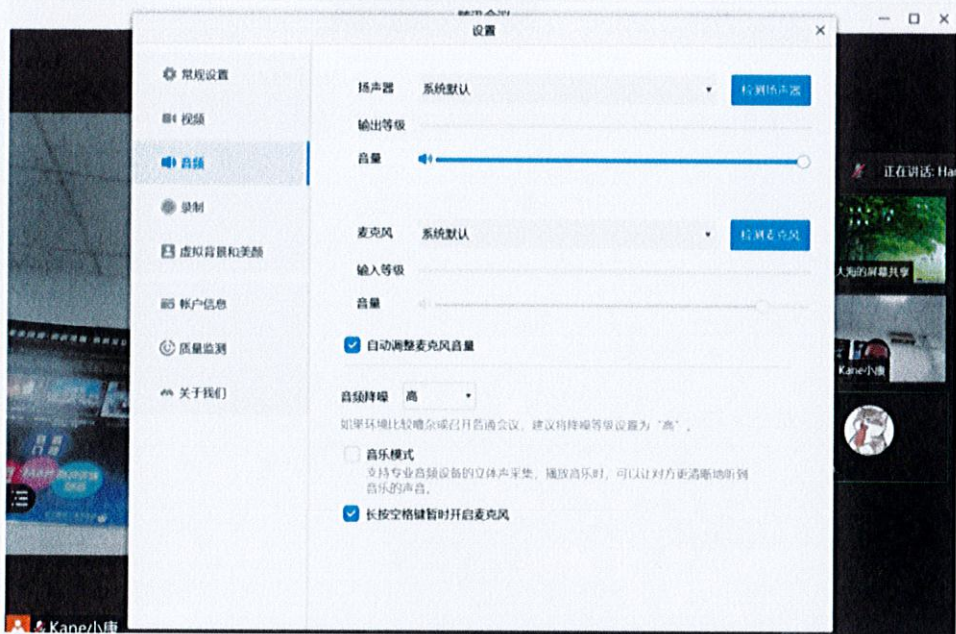 设置
常规设置
视频
音频
录制
虚拟背景和美颜
帐户信息
质量监测
关于我们
扬声器 系统默认 检测扬声器
输出等级
音量
麦克风 系统默认 检测麦克风
输入等级
音量
自动调整麦克风音量
音频降噪 高
如果环境比较嘈杂或召开普通会议，建议将降噪等级设置为“高”。
音乐模式
支持专业音频设备的立体声采集，播放音乐时，可以让对方更清晰地听到
音乐的声音。
长按空格键暂时开启麦克风
正在讲话: Han
大海的屏幕共享
Kane小康
Kane小康